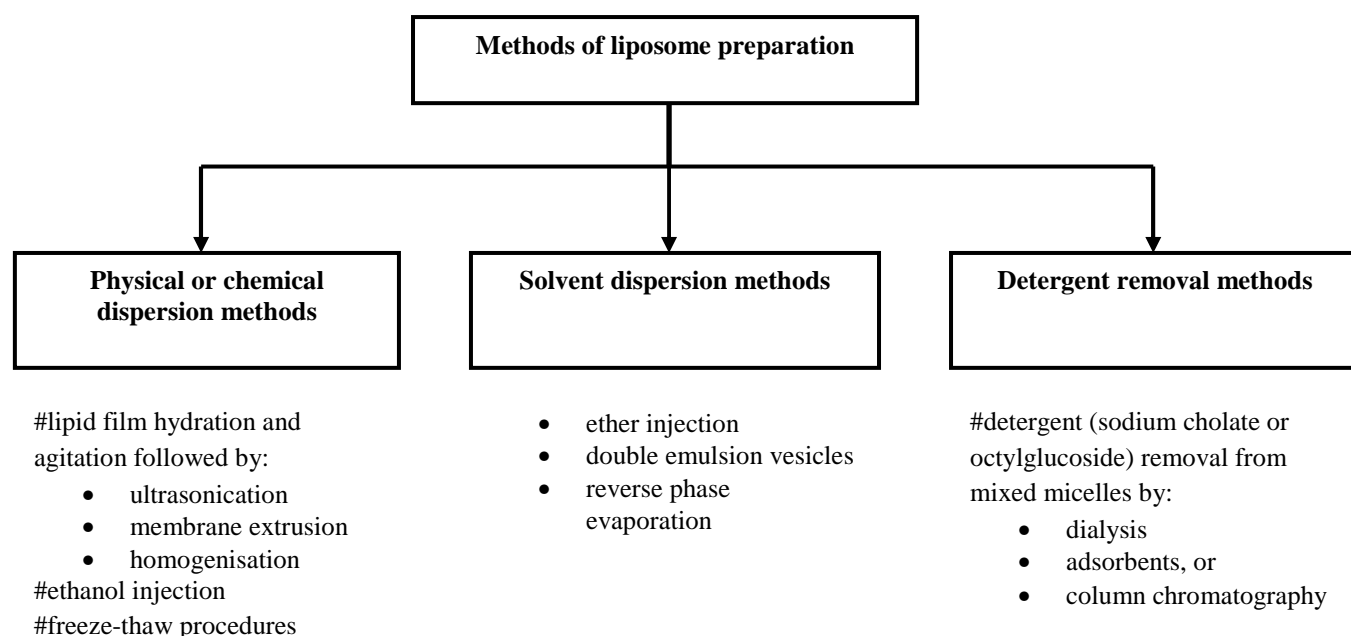 Methods of liposome preparation
Physical or chemical
dispersion methods
Solvent dispersion methods
Detergent removal methods
#lipid film hydration and
agitation followed by:
• ultrasonication
• membrane extrusion
• homogenisation
#ethanol injection
#freeze-thaw procedures
• ether injection
• double emulsion vesicles
• reverse phase
evaporation
#detergent (sodium cholate or
octylglucoside) removal from
mixed micelles by:
• dialysis
• adsorbents, or
• column chromatography